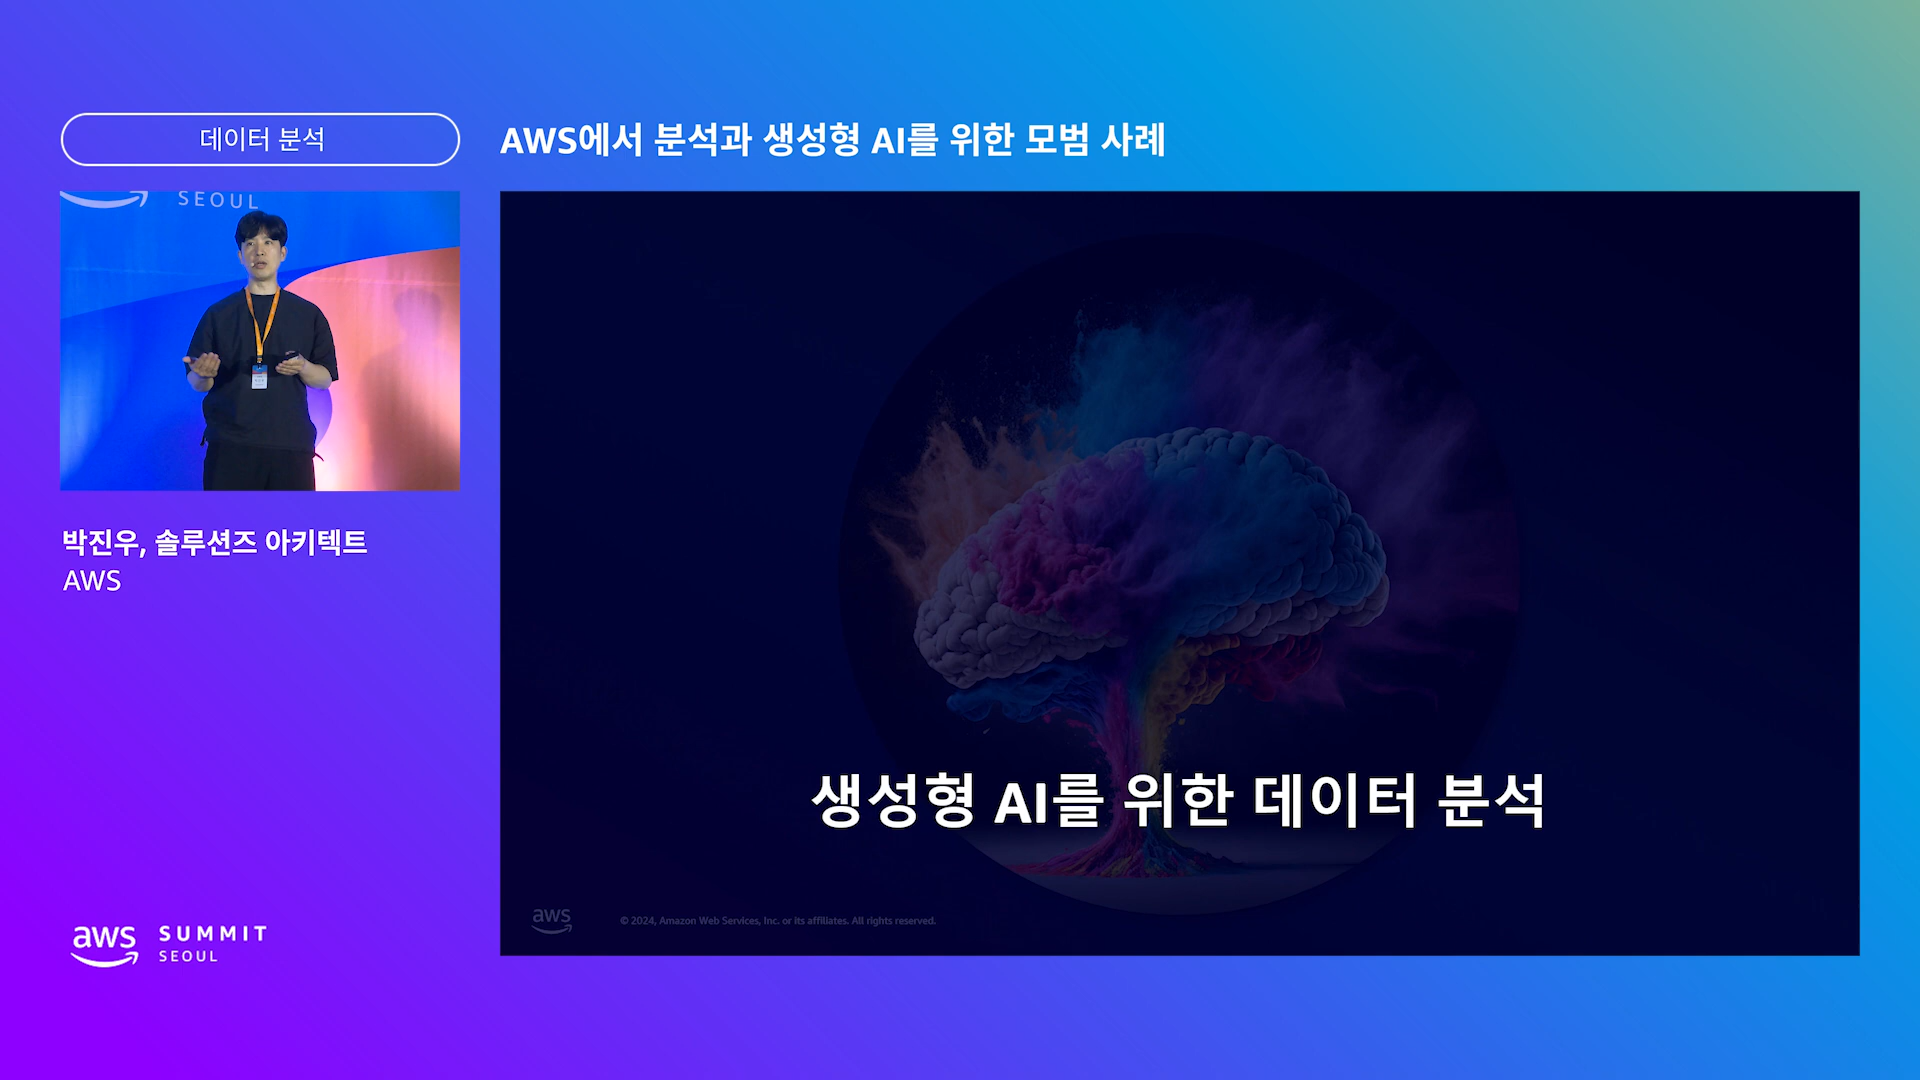 데이터 분석
AWS에서 분석과 생성형 AI를 위한 모범 사례
SEOUL
박진우, 솔루션즈 아키텍트
AWS
생성형 AI를 위한 데이터 분석
aws
© 2024, Amazon Web Services, Inc. or its affiliates. All rights reserved.
aws SUMMIT
SEOUL